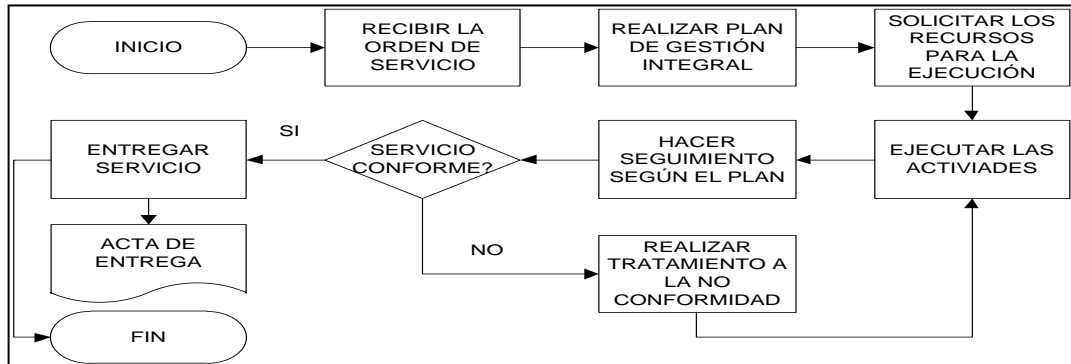 INICIO
RECIBIR LA
ORDEN DE
SERVICIO
REALIZAR PLAN
DE GESTIÓN
INTEGRAL
SOLICITAR LOS
RECURSOS
PARA LA
EJECUCIÓN
EJECUTAR LAS
ACTIVIADES
HACER
SEGUIMIENTO
SEGÚN EL PLAN
SERVICIO
CONFORME?
SI
ENTREGAR
SERVICIO
ACTA DE
ENTREGA
NO
REALIZAR
TRATAMIENTO A
LA NO
CONFORMIDAD
FIN